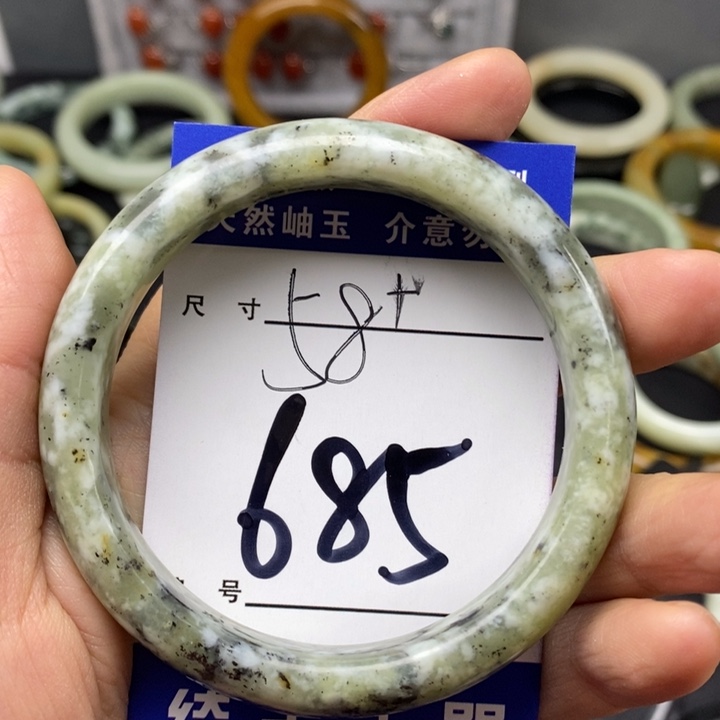 天然岫玉 介意勿
尺 寸 58+
685
号